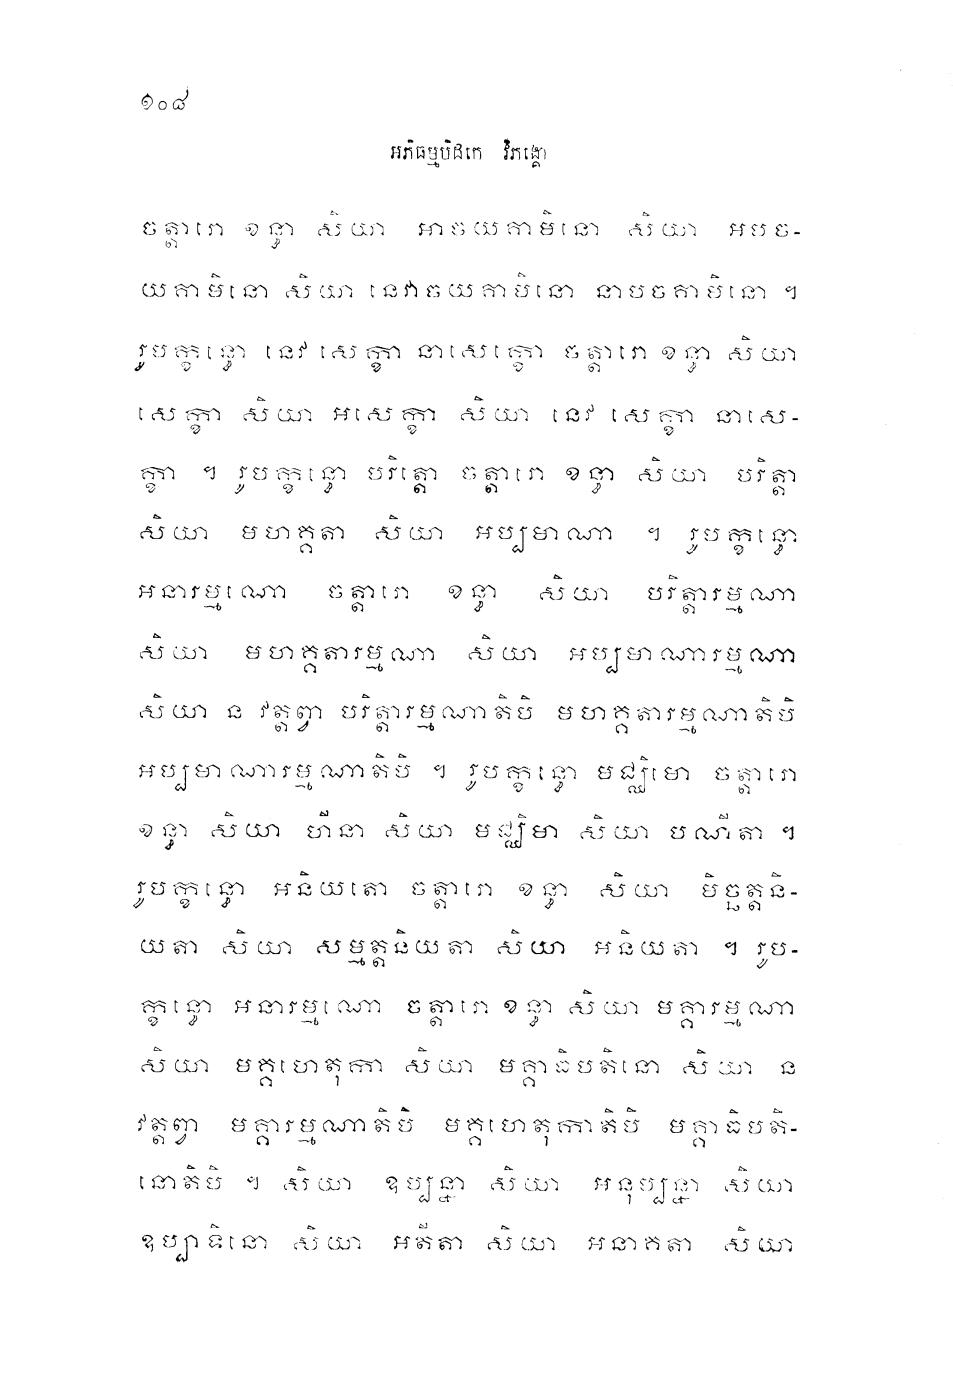 ១០៨
អភិធម្មបិដកេ វិភង្គោ
ចត្តារោ ខន្ធា សិយា អាចយគាមិនោ សិយា អបច-
យគាមិនោ សិយា នេវាចយគាមិនោ នាបចគាមិនោ ។
រូបក្ខន្ធោ នេវ សេក្ខា នាសេក្ខោ ចត្តារោ ខន្ធា សិយា
សេក្ខា សិយា អសេក្ខា សិយា នេវ សេក្ខា នាសេ-
ក្ខា ។ រូបក្ខន្ធោ បរិត្តោ ចត្តារោ ខន្ធា សិយា បរិត្តា
សិយា មហគ្គតា សិយា អប្បមាណា ។ រូបក្ខន្ធោ
អនារម្មណោ ចត្តារោ ខន្ធា សិយា បរិត្តារម្មណា
សិយា មហគ្គតារម្មណា សិយា អប្បមាណារម្មណា
សិយា ន វត្តព្វា បរិត្តារម្មណាតិបិ មហគ្គតារម្មណាតិបិ
អប្បមាណារម្មណាតិបិ ។ រូបក្ខន្ធោ មជ្ឈិមោ ចត្តារោ
ខន្ធា សិយា ហីនា សិយា មជ្ឈិមា សិយា បណីតា ។
រូបក្ខន្ធោ អនិយតោ ចត្តារោ ខន្ធា សិយា មិច្ឆត្តនិ-
យតា សិយា សម្មត្តនិយតា សិយា អនិយតា ។ រូប-
ក្ខន្ធោ អនារម្មណោ ចត្តារោ ខន្ធា សិយា មគ្គារម្មណា
សិយា មគ្គហេតុកា សិយា មគ្គាធិបតិនោ សិយា ន
វត្តព្វា មគ្គារម្មណាតិបិ មគ្គហេតុកាតិបិ មគ្គាធិបតិ-
នោតិបិ ។ សិយា ឧប្បន្នា សិយា អនុប្បន្នា សិយា
ឧប្បាទិនោ សិយា អតីតា សិយា អនាគតា សិយា